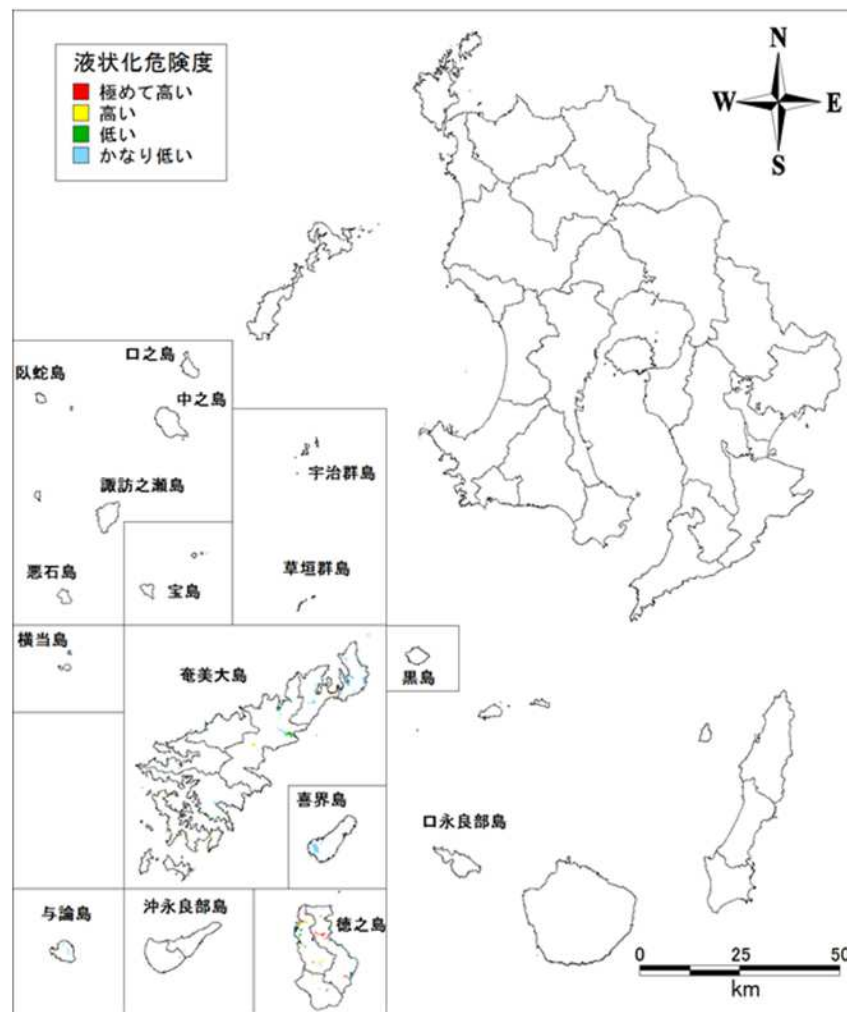 液状化危険度
極めて高い
高い
低い
かなり低い
N
W
E
S
口之島
臥蛇島
中之島
諏訪之瀬島
悪石島
宝島
宇治群島
草垣群島
横当島
奄美大島
黒島
喜界島
口永良部島
与論島
沖永良部島
徳之島
0 25 50
km